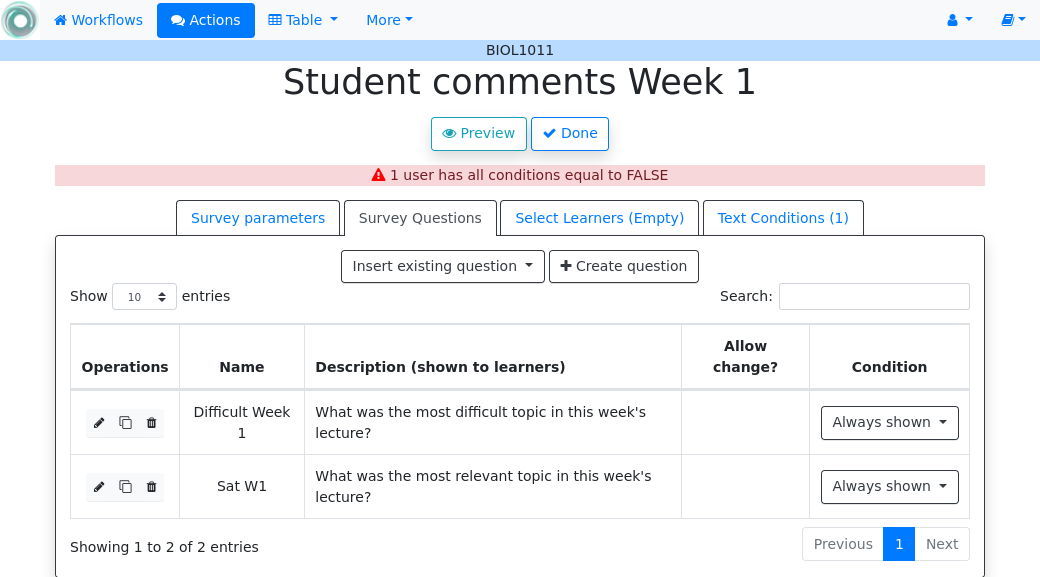 Workflows Actions Table More
BIOL1011
Student comments Week 1
Preview Done
1 user has all conditions equal to FALSE
Survey parameters Survey Questions Select Learners (Empty) Text Conditions (1)
Insert existing question Create question
Show 10 entries Search:
Operations Name Description (shown to learners) Allow change? Condition
Difficult Week 1 What was the most difficult topic in this week's lecture? Always shown
Sat W1 What was the most relevant topic in this week's lecture? Always shown
Showing 1 to 2 of 2 entries Previous 1 Next